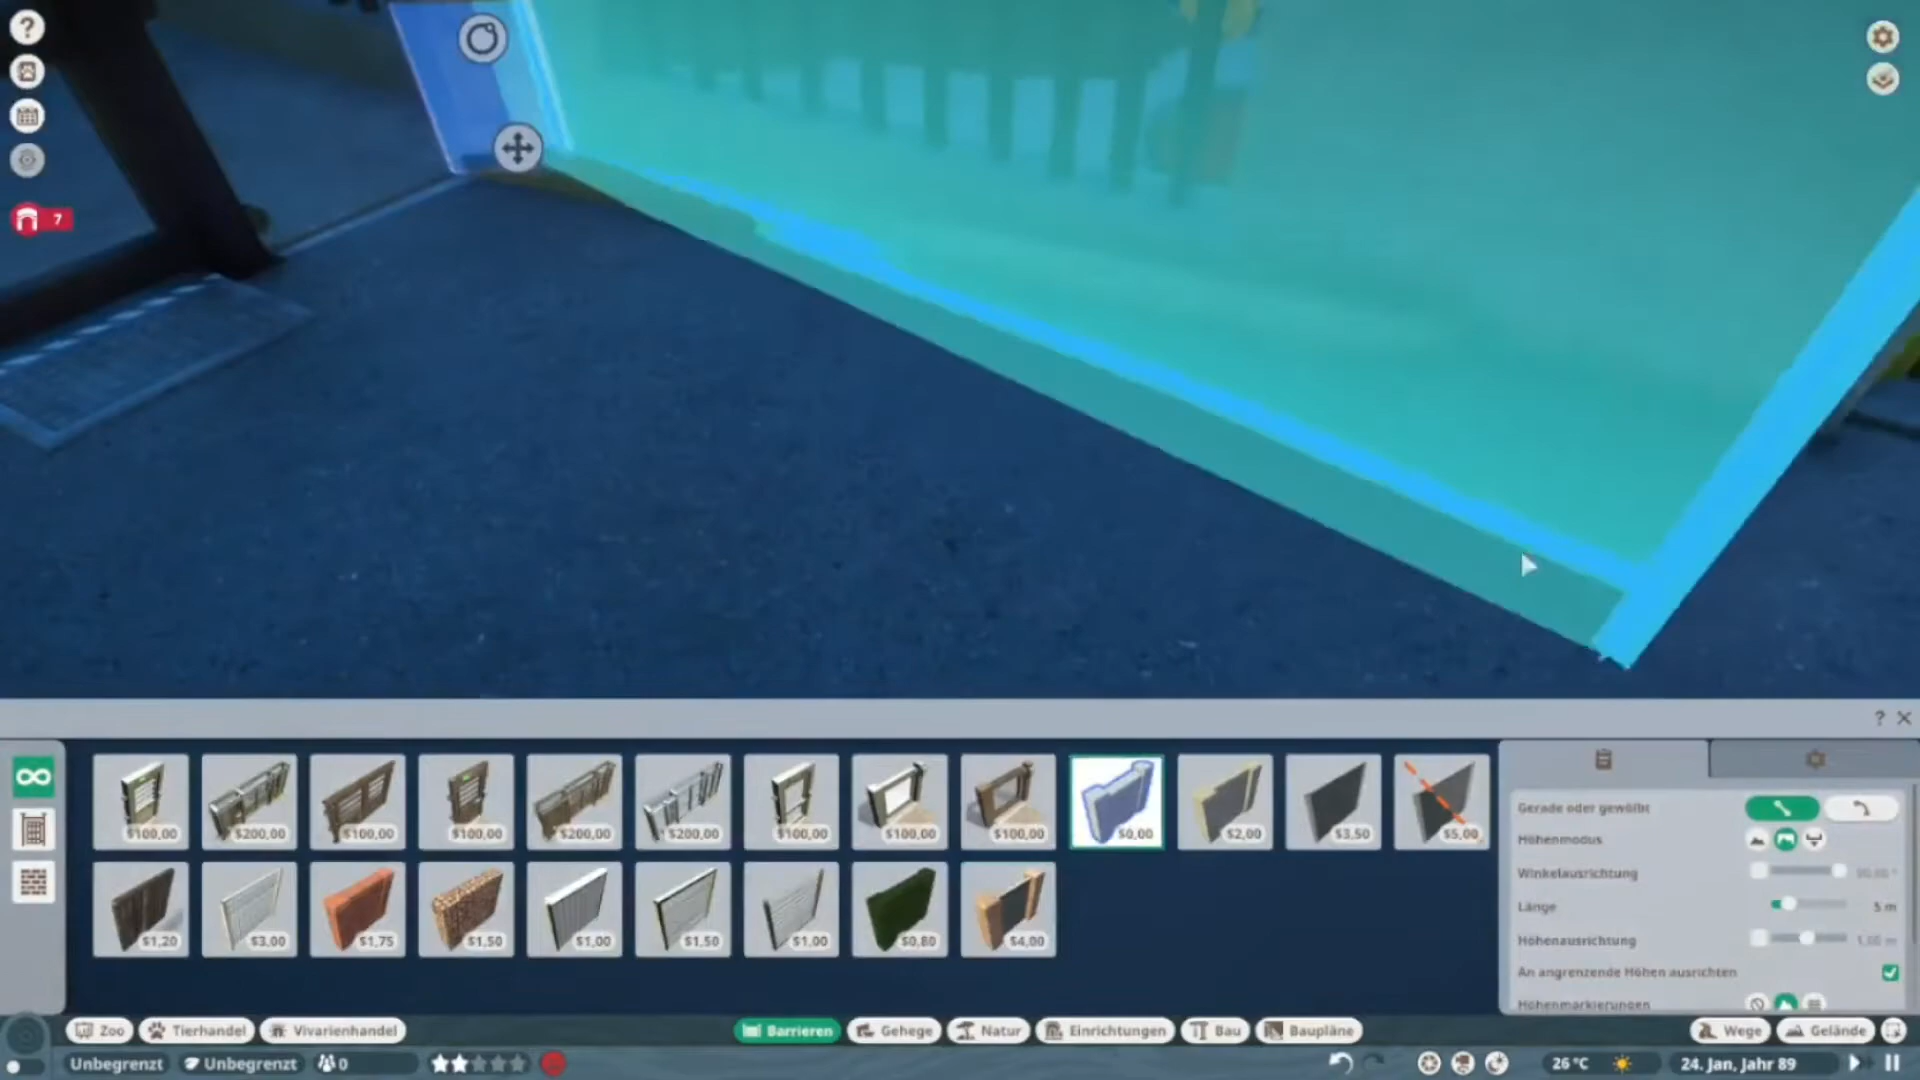 ?
7
? ×
$100,00 $200,00 $100,00 $100,00 $200,00 $200,00 $100,00 $100,00 $100,00 $0,00 $2,00 $3,50 $5,00
$1,20 $3,00 $1,75 $1,50 $1,00 $1,50 $1,00 $0,80 $4,00
Gerade oder gewölbt
Höhenmodus
Winkelausrichtung
Länge 5 m
Höhenausrichtung 1,00 m
An angrenzende Höhen ausrichten
Höhenmarkierungen
Zoo Tierhandel Vivarienhandel Barrieren Gehege Natur Einrichtungen Bau Baupläne Wege Gelände
Unbegrenzt Unbegrenzt 0 26 °C 24. Jan, Jahr 89